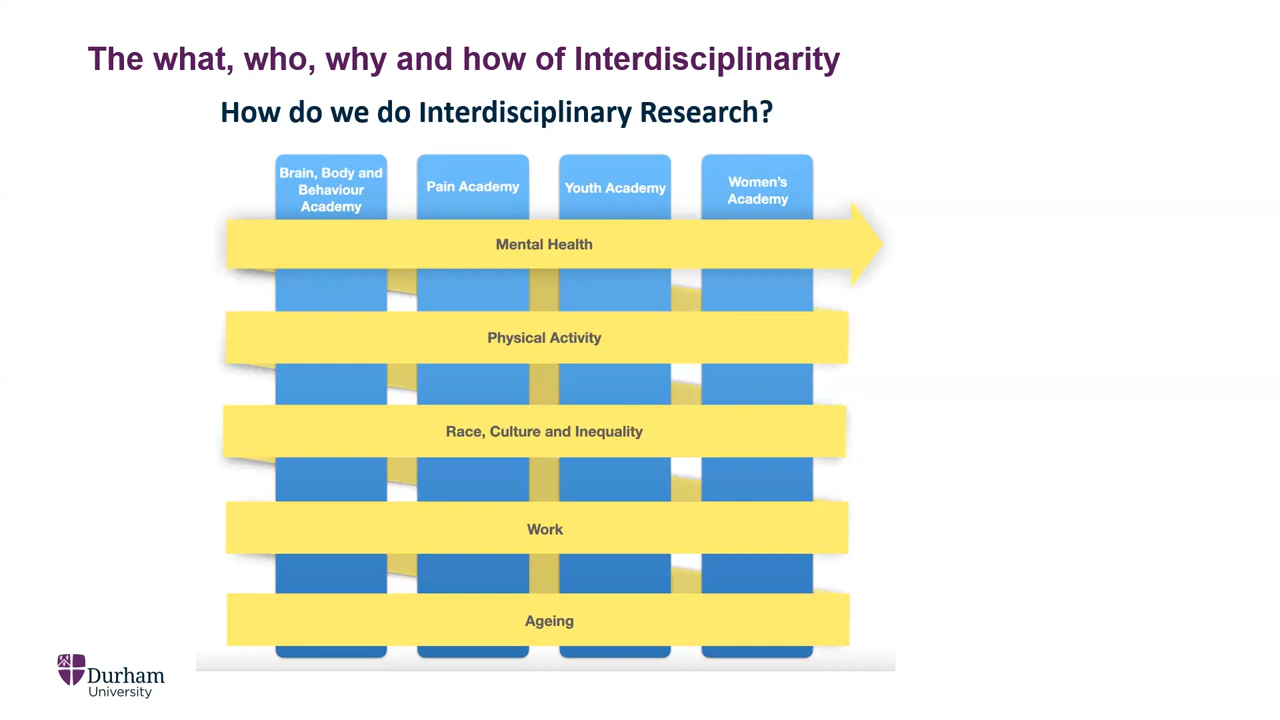 The what, who, why and how of Interdisciplinarity
How do we do Interdisciplinary Research?
Brain, Body and
Behaviour
Academy
Pain Academy
Youth Academy
Women's
Academy
Mental Health
Physical Activity
Race, Culture and Inequality
Work
Ageing
Durham
University